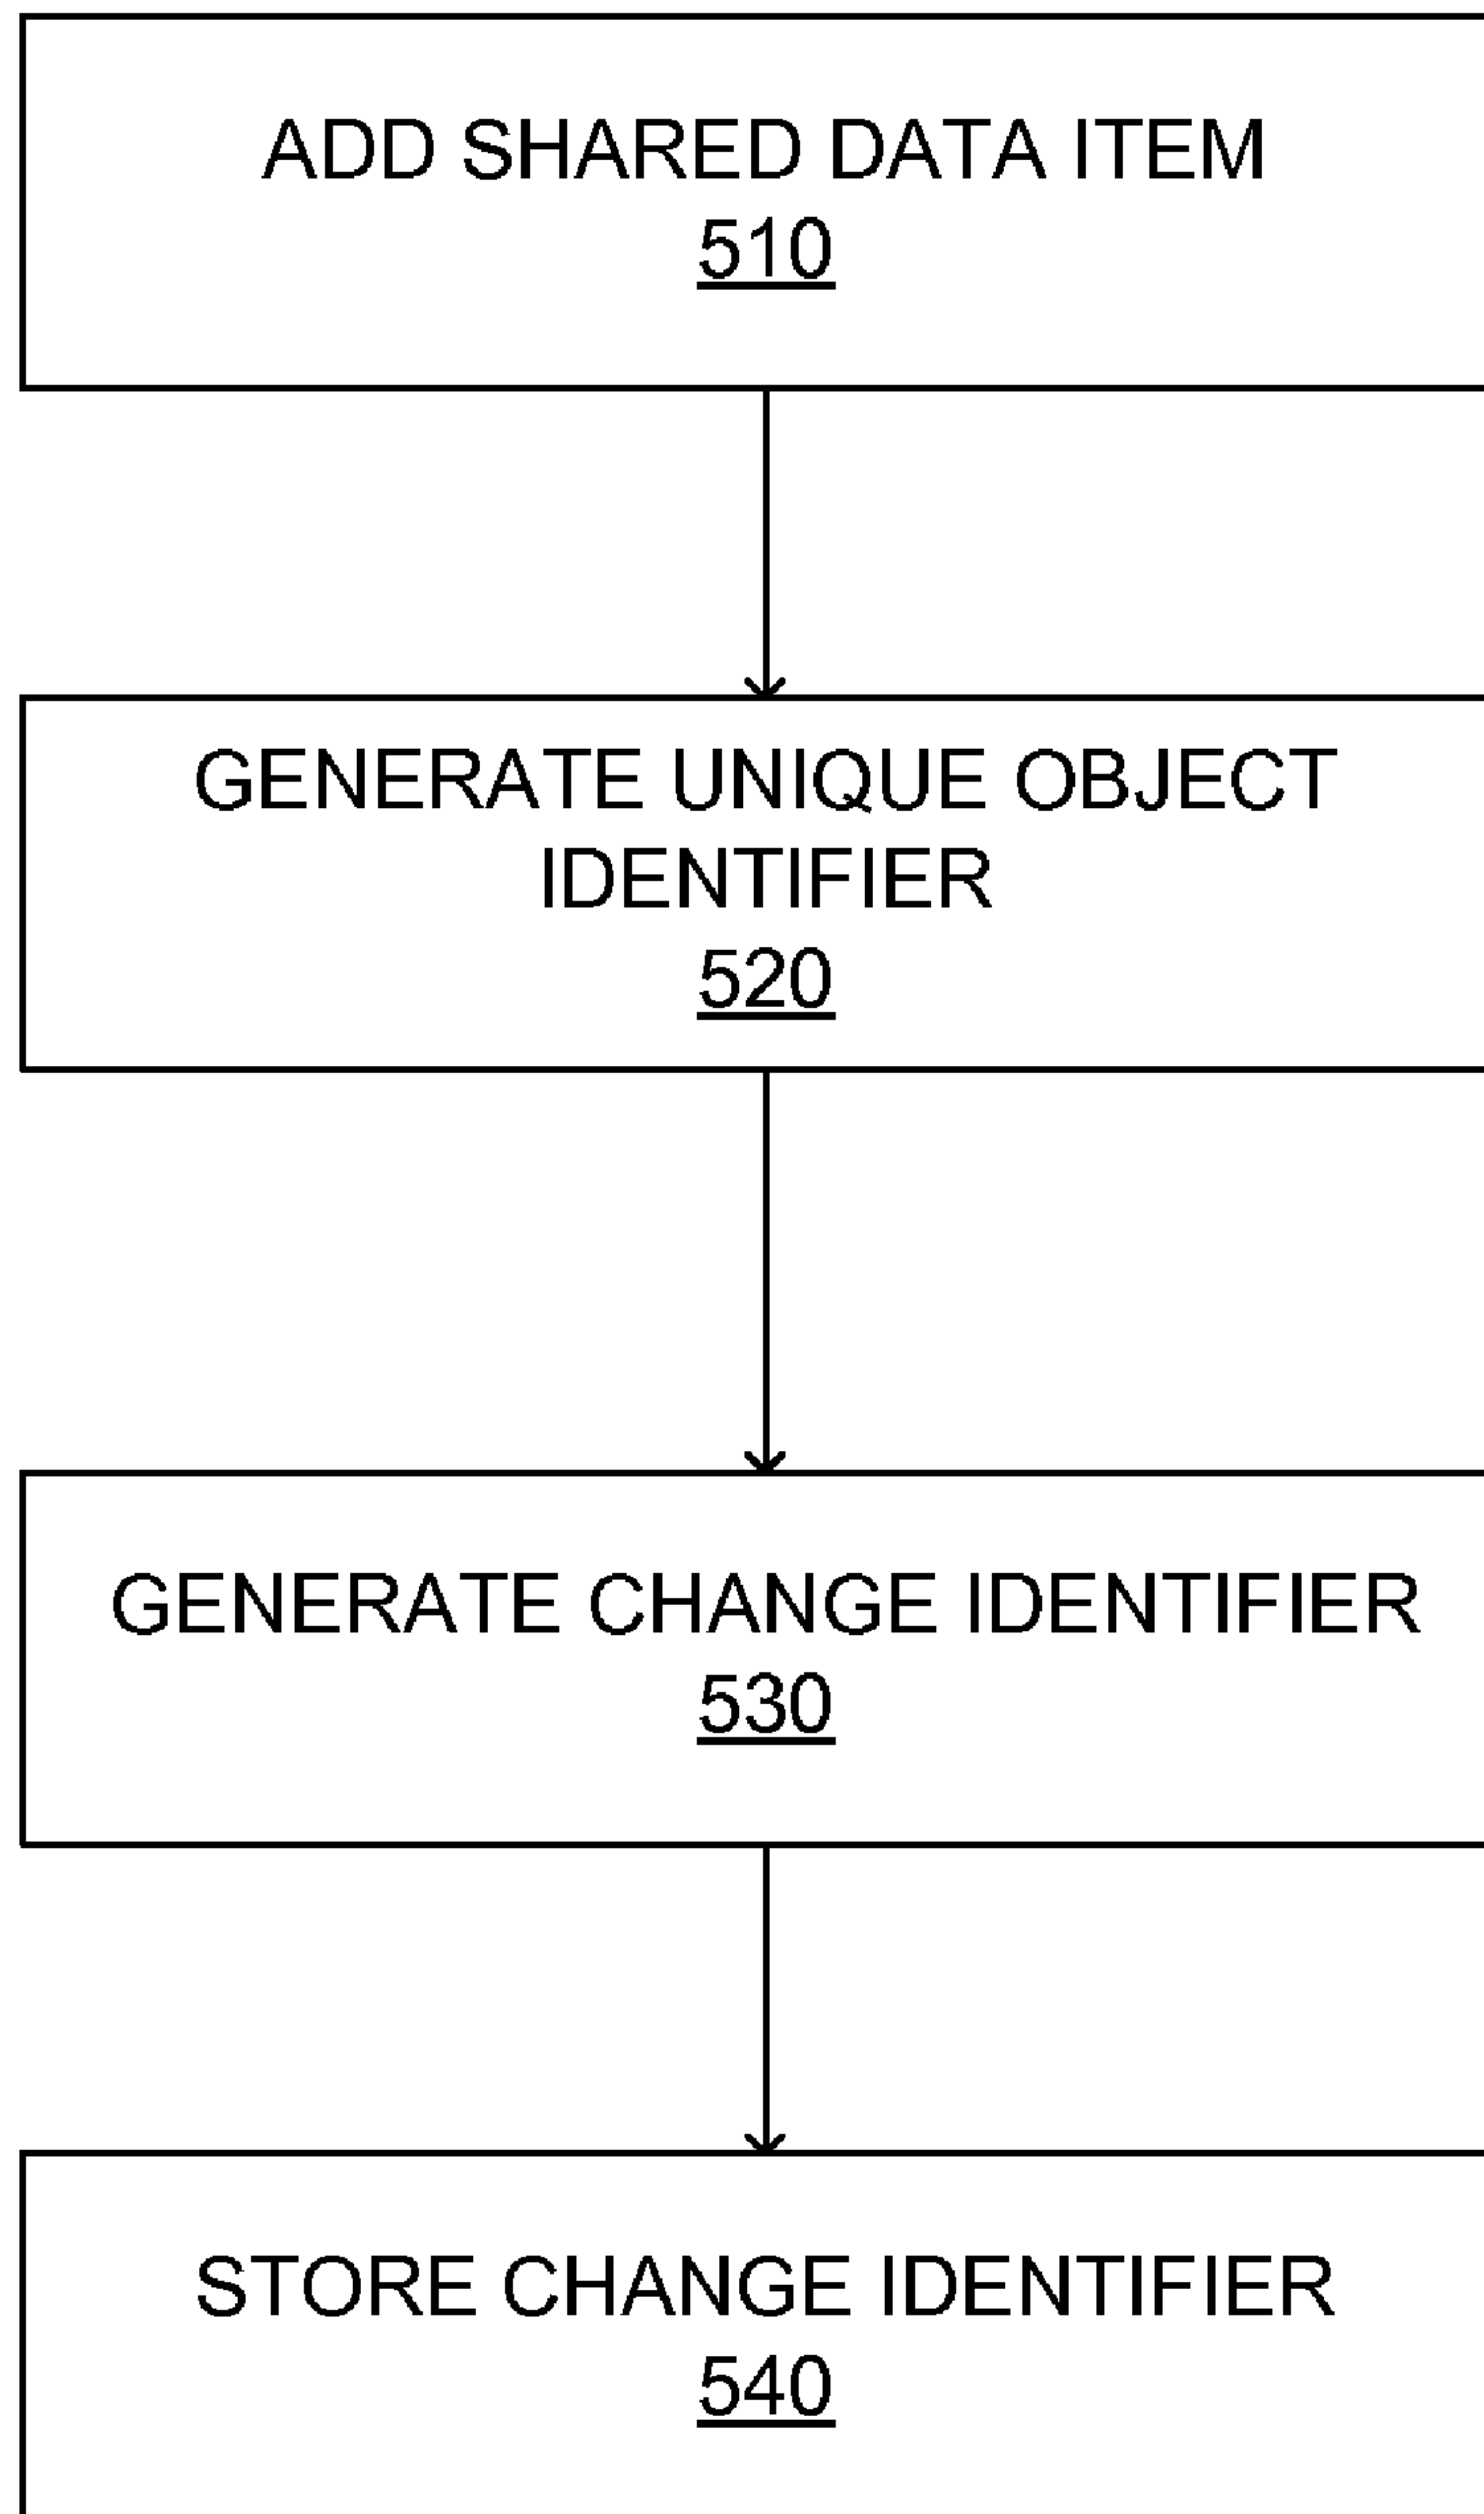 ADD SHARED DATA ITEM
510
GENERATE UNIQUE OBJECT
IDENTIFIER
520
GENERATE CHANGE IDENTIFIER
530
STORE CHANGE IDENTIFIER
540